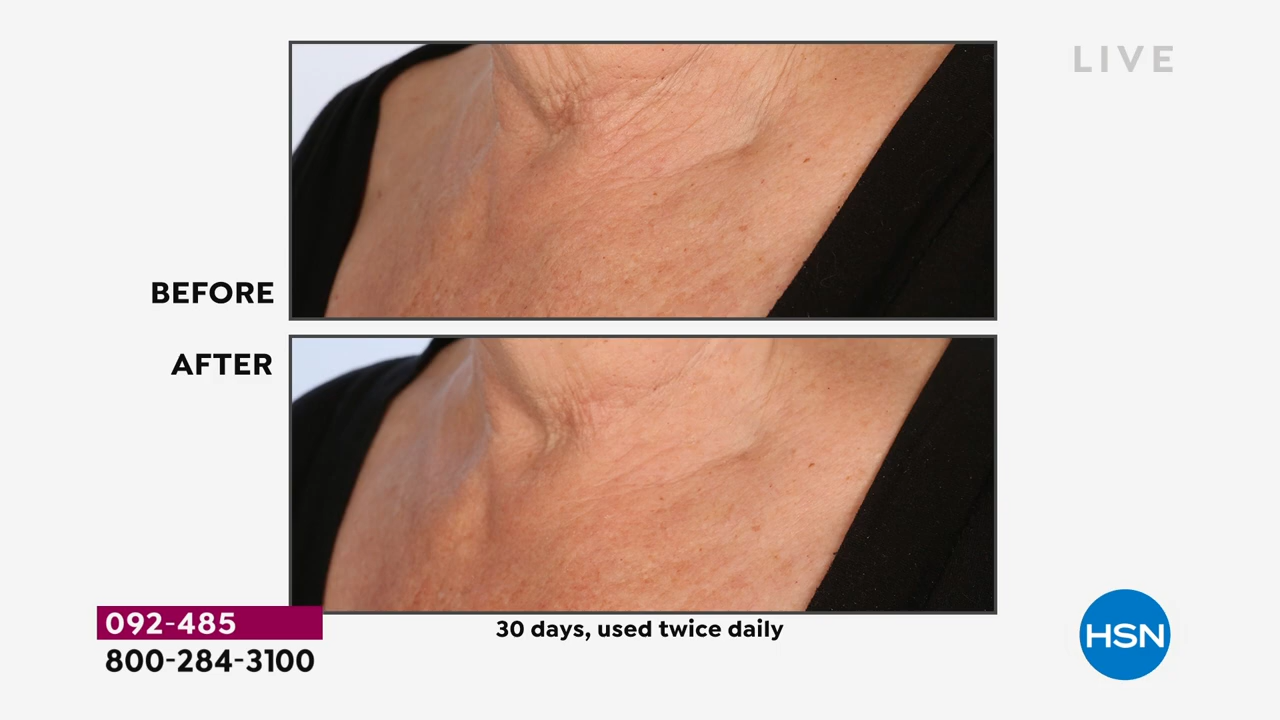 LIVE
BEFORE
AFTER
092-485
800-284-3100
30 days, used twice daily
HSN